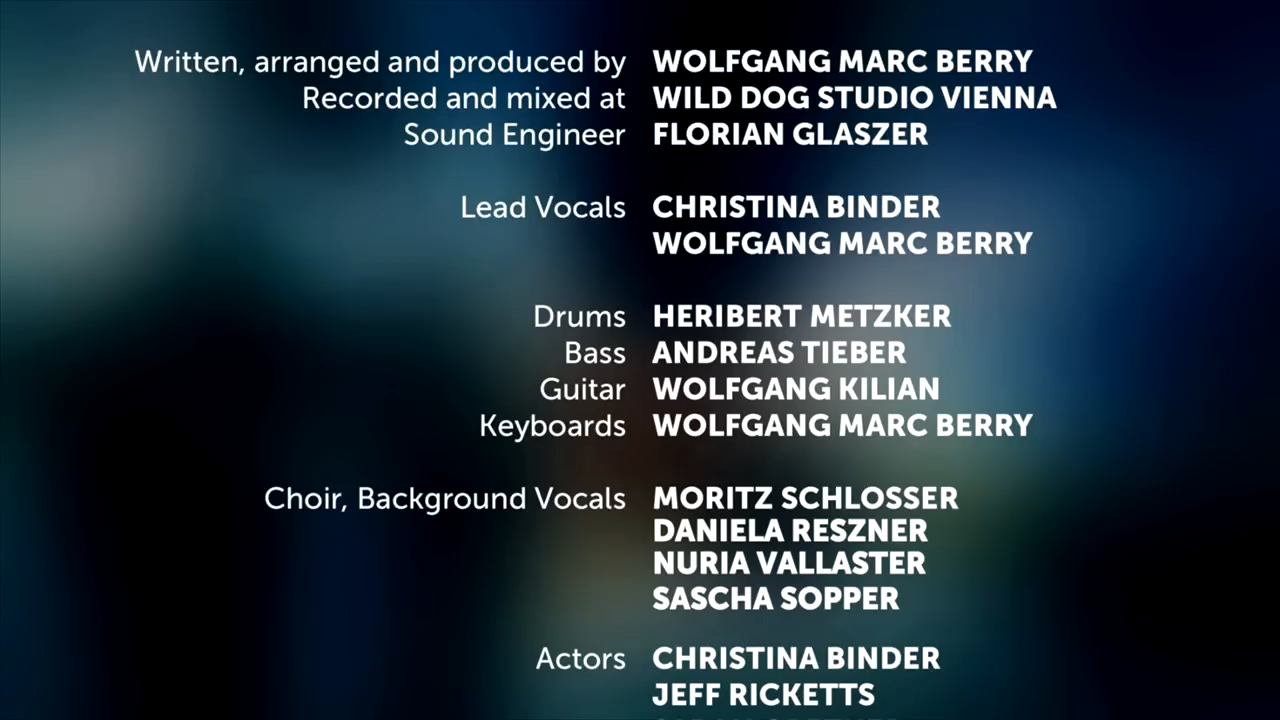 Written, arranged and produced by WOLFGANG MARC BERRY
Recorded and mixed at WILD DOG STUDIO VIENNA
Sound Engineer FLORIAN GLASZER
Lead Vocals CHRISTINA BINDER
WOLFGANG MARC BERRY
Drums HERIBERT METZKER
Bass ANDREAS TIEBER
Guitar WOLFGANG KILIAN
Keyboards WOLFGANG MARC BERRY
Choir, Background Vocals MORITZ SCHLOSSER
DANIELA RESZNER
NURIA VALLASTER
SASCHA SOPPER
Actors CHRISTINA BINDER
JEFF RICKETTS